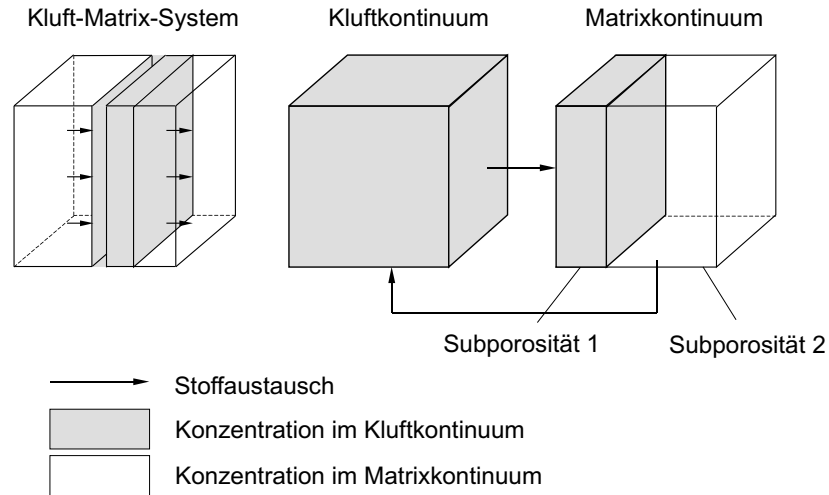 Kluft-Matrix-System
Kluftkontinuum
Matrixkontinuum
Subporosität 1
Subporosität 2
Stoffaustausch
Konzentration im Kluftkontinuum
Konzentration im Matrixkontinuum